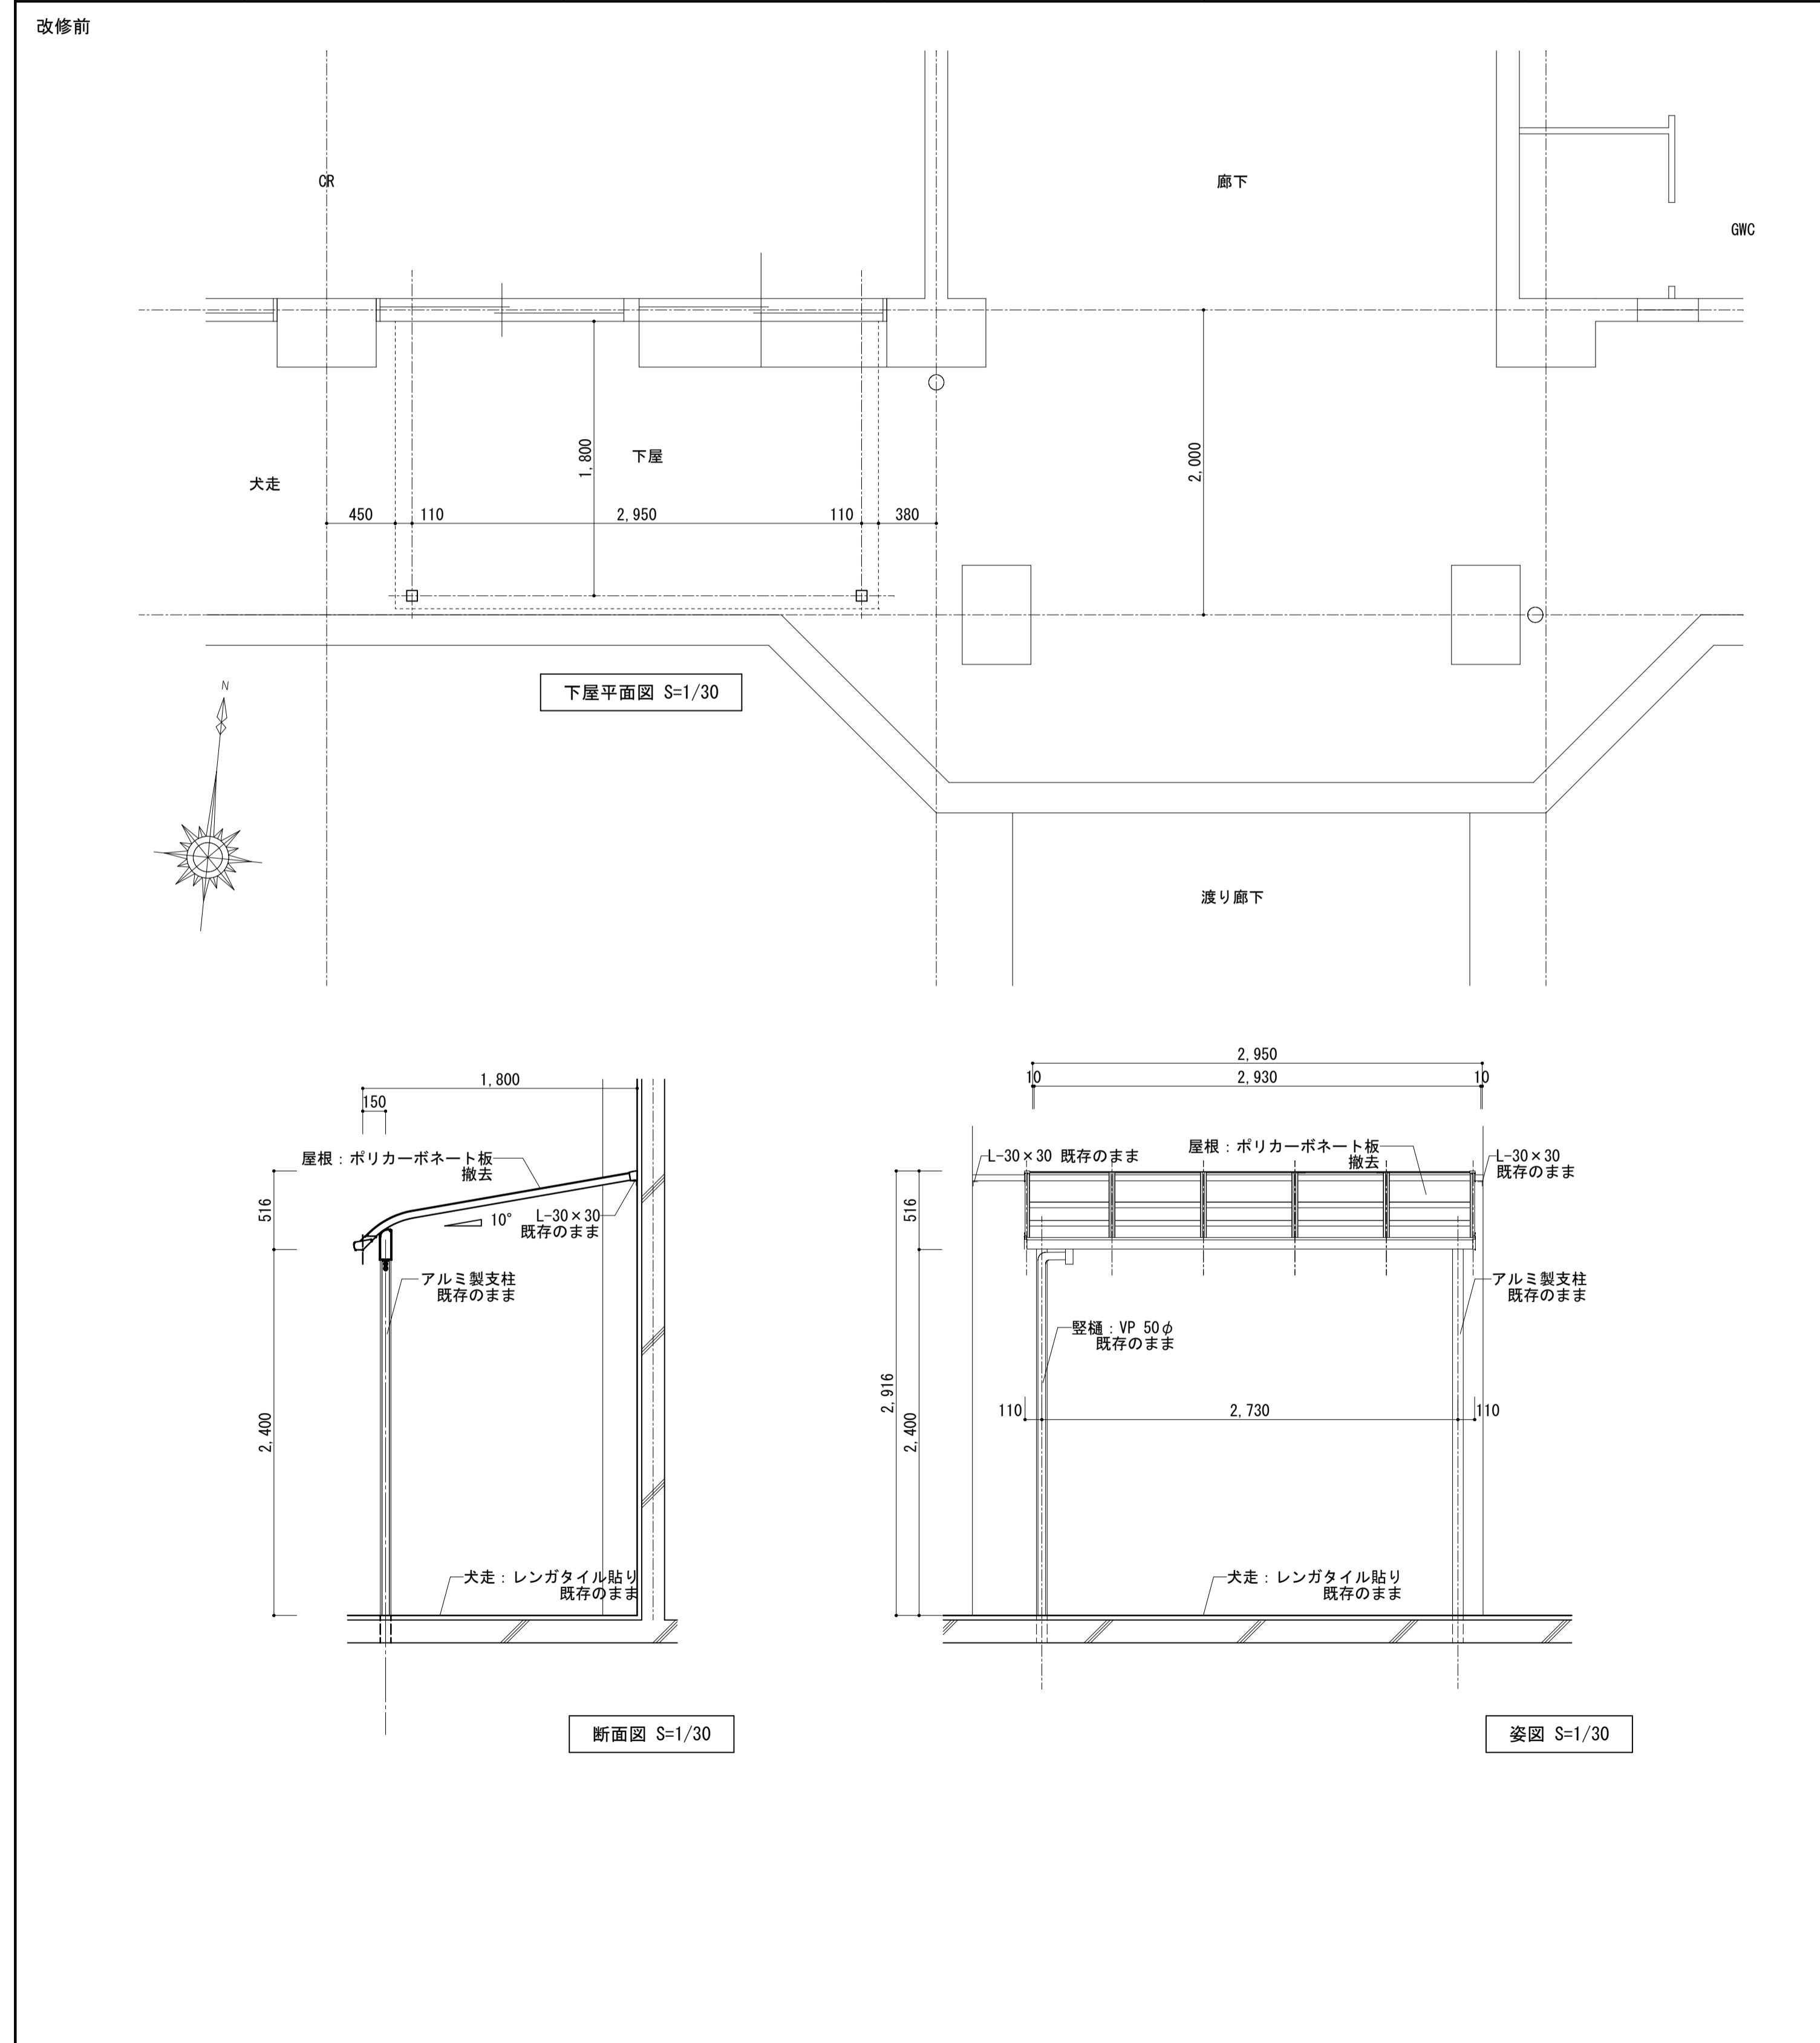 改修前
CR
廊下
GWC
1,800
下屋
2,000
犬走
450
110
2,950
110
380
下屋平面図 S=1/30
N
渡り廊下
1,800
150
屋根：ポリカーボネート板
撤去
516
10°
L-30×30
既存のまま
アルミ製支柱
既存のまま
2,400
犬走：レンガタイル貼り
既存のまま
断面図 S=1/30
2,950
10
2,930
10
L-30×30 既存のまま
屋根：ポリカーボネート板
撤去
L-30×30
既存のまま
516
アルミ製支柱
既存のまま
竪樋：VP 50φ
既存のまま
2,916
2,400
110
2,730
110
犬走：レンガタイル貼り
既存のまま
姿図 S=1/30